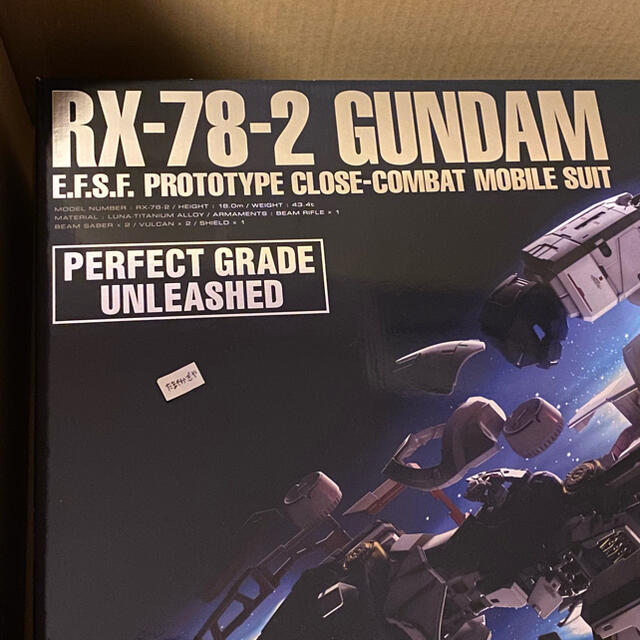 RX-78-2 GUNDAM
E.F.S.F. PROTOTYPE CLOSE-COMBAT MOBILE SUIT
MODEL NUMBER : RX-78-2 / HEIGHT : 18.0m / WEIGHT : 43.4t
MATERIAL : LUNA-TITANIUM ALLOY / ARMAMENTS : BEAM RIFLE × 1
BEAM SABER × 2 / VULCAN × 2 / SHIELD × 1
PERFECT GRADE
UNLEASHED